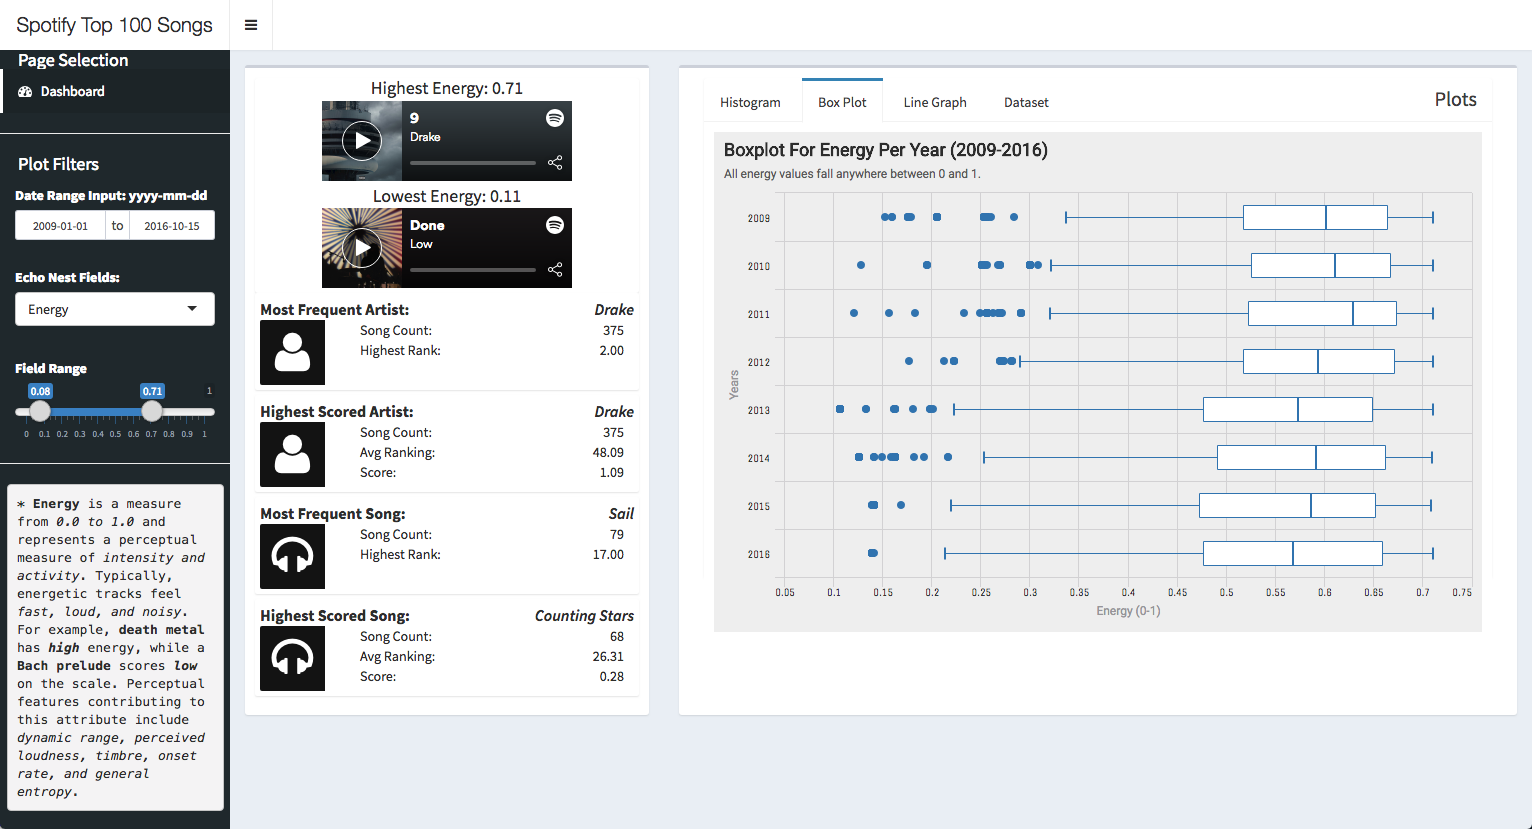 Spotify Top 100 Songs
Page Selection
Dashboard
Plot Filters
Date Range Input: yyyy-mm-dd
2009-01-01 to 2016-10-15
Echo Nest Fields:
Energy
Field Range
0.08 0.71 1
0 0.1 0.2 0.3 0.4 0.5 0.6 0.7 0.8 0.9 1
* Energy is a measure
from 0.0 to 1.0 and
represents a perceptual
measure of intensity and
activity. Typically,
energetic tracks feel
fast, loud, and noisy.
For example, death metal
has high energy, while a
Bach prelude scores low
on the scale. Perceptual
features contributing to
this attribute include
dynamic range, perceived
loudness, timbre, onset
rate, and general
entropy.
Highest Energy: 0.71
9
Drake
Lowest Energy: 0.11
Done
Low
Most Frequent Artist: Drake
Song Count: 375
Highest Rank: 2.00
Highest Scored Artist: Drake
Song Count: 375
Avg Ranking: 48.09
Score: 1.09
Most Frequent Song: Sail
Song Count: 79
Highest Rank: 17.00
Highest Scored Song: Counting Stars
Song Count: 68
Avg Ranking: 26.31
Score: 0.28
Histogram Box Plot Line Graph Dataset Plots
Boxplot For Energy Per Year (2009-2016)
All energy values fall anywhere between 0 and 1.
Years
2009
2010
2011
2012
2013
2014
2015
2016
0.05 0.1 0.15 0.2 0.25 0.3 0.35 0.4 0.45 0.5 0.55 0.6 0.65 0.7 0.75
Energy (0-1)